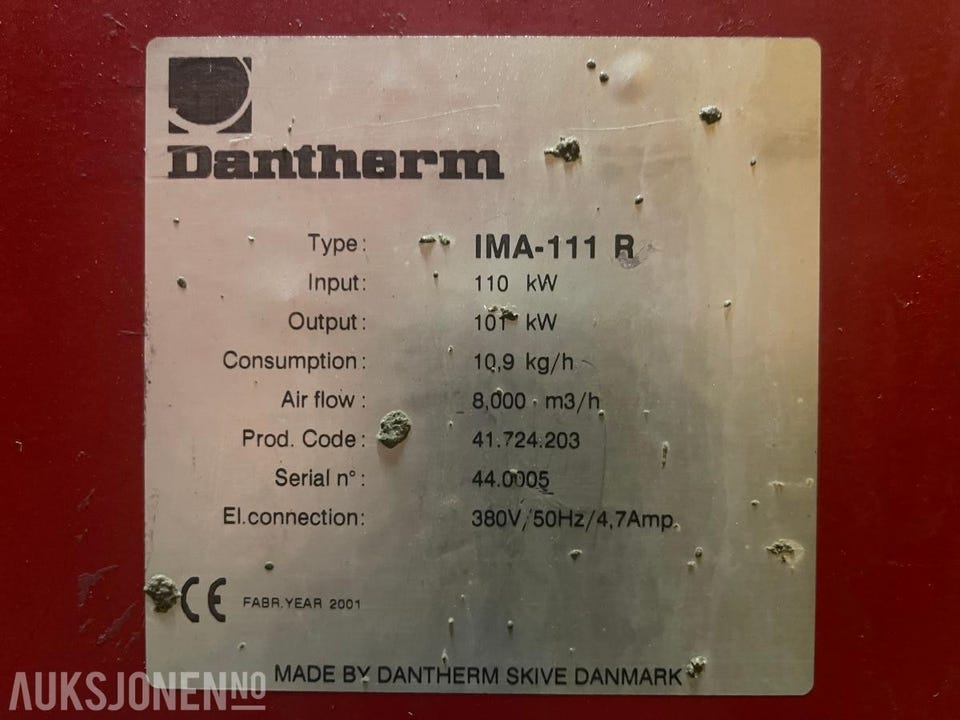 Dantherm
Type: IMA-111 R
Input: 110 kW
Output: 101 kW
Consumption: 10,9 kg/h
Air flow: 8,000 m3/h
Prod. Code: 41.724.203
Serial n°: 44.0005
El.connection: 380V/50Hz/4,7Amp.
CE FABR.YEAR 2001
MADE BY DANTHERM SKIVE DANMARK
AUKSJONEN NO